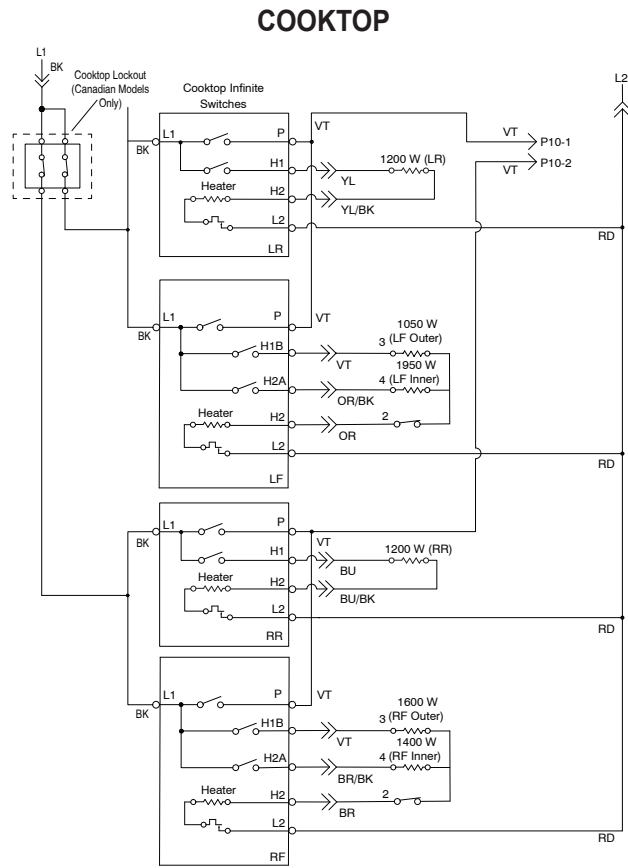 COOKTOP
L1
BK
Cooktop Lockout
(Canadian Models
Only)
Cooktop Infinite
Switches
L2
L1
P
VT
VT
P10-1
BK
H1
YL
1200 W (LR)
VT
P10-2
Heater
H2
YL/BK
L2
LR
RD
L1
P
VT
BK
1050 W
H1B
VT
3 (LF Outer)
1950 W
H2A
OR/BK
4 (LF Inner)
Heater
H2
OR
2
L2
LF
RD
L1
P
VT
BK
H1
BU
1200 W (RR)
Heater
H2
BU/BK
L2
RR
RD
L1
P
VT
BK
1600 W
H1B
VT
3 (RF Outer)
1400 W
H2A
BR/BK
4 (RF Inner)
Heater
H2
BR
2
L2
RF
RD